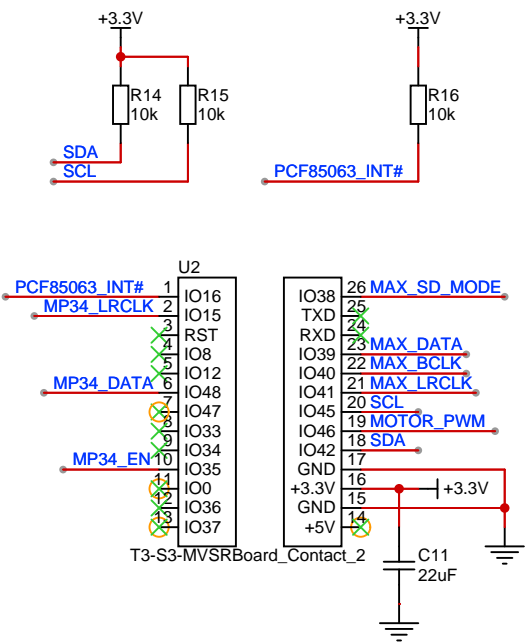 +3.3V
+3.3V
R14
10k
R15
10k
R16
10k
SDA
SCL
PCF85063_INT#
U2
PCF85063_INT# 1 IO16
MP34_LRCLK 2 IO15
3 RST
4 IO8
5 IO12
MP34_DATA 6 IO48
7 IO47
8 IO33
9 IO34
MP34_EN 10 IO35
11 IO0
12 IO36
13 IO37
IO38 26 MAX_SD_MODE
TXD 25
RXD 24
IO39 23 MAX_DATA
IO40 22 MAX_BCLK
IO41 21 MAX_LRCLK
IO45 20 SCL
IO46 19 MOTOR_PWM
IO42 18 SDA
GND 17
+3.3V 16 +3.3V
GND 15
+5V 14
T3-S3-MVSRBoard_Contact_2
C11
22uF